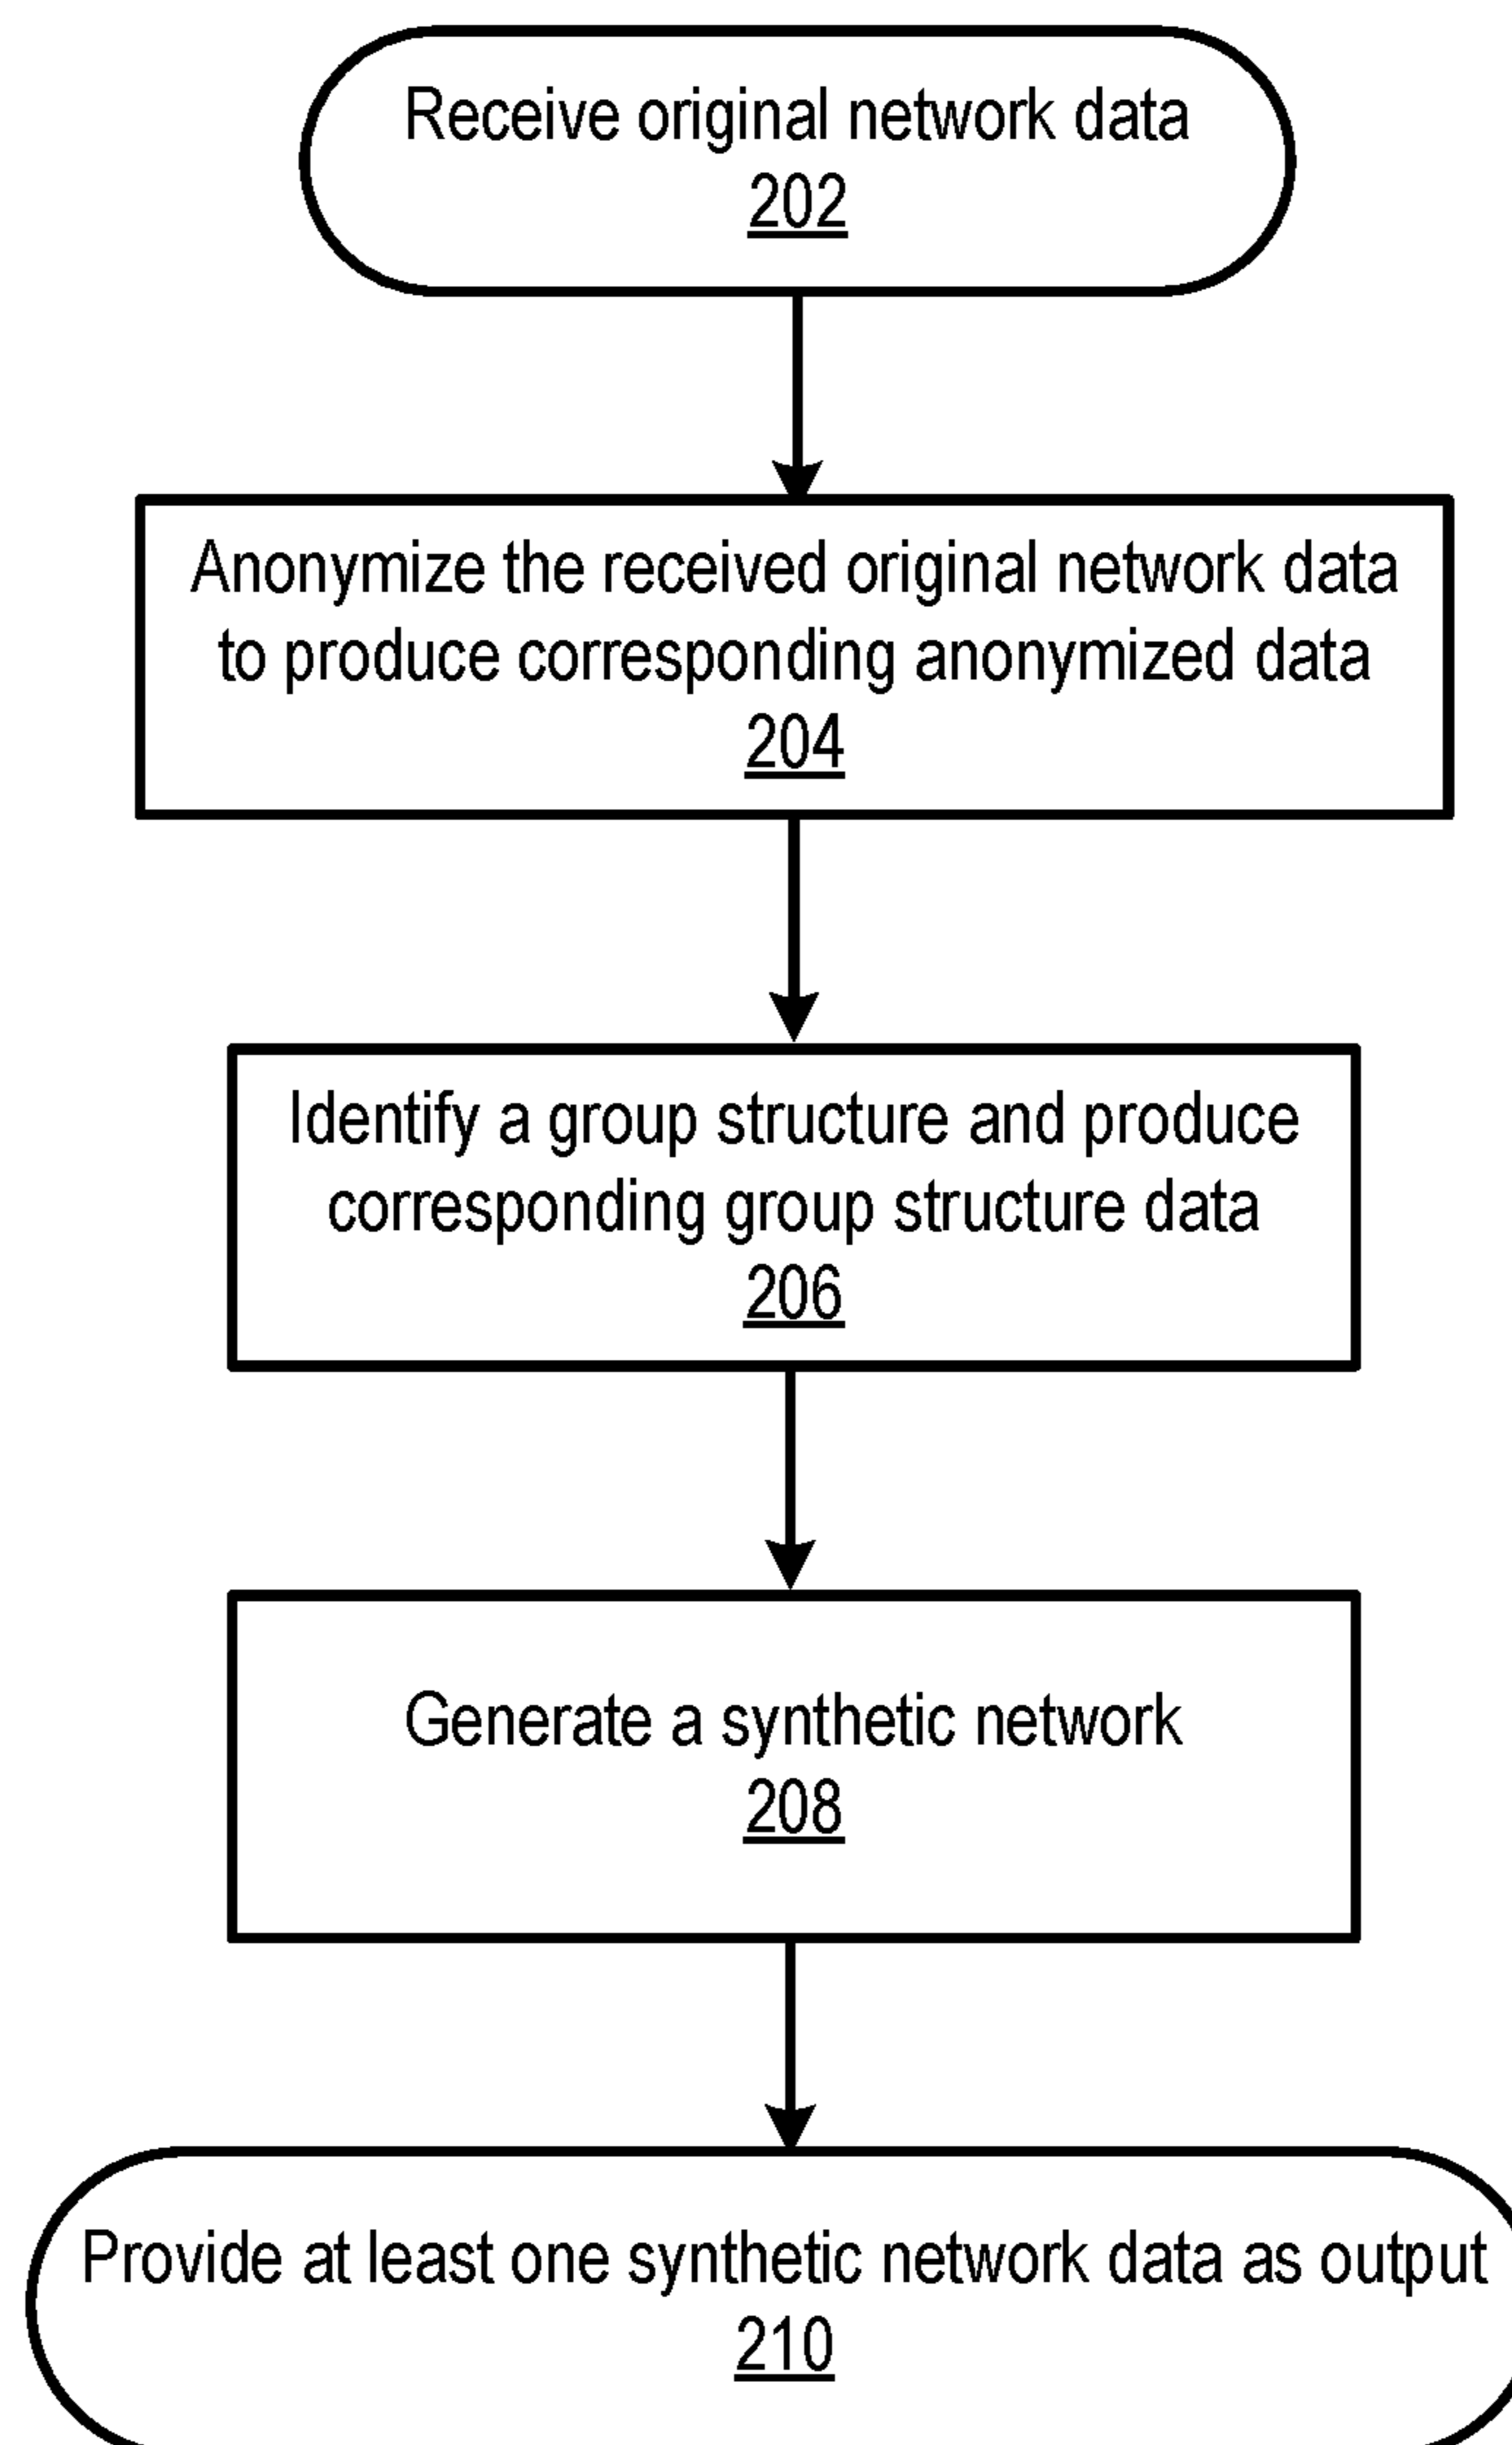 Receive original network data
202
Anonymize the received original network data
to produce corresponding anonymized data
204
Identify a group structure and produce
corresponding group structure data
206
Generate a synthetic network
208
Provide at least one synthetic network data as output
210